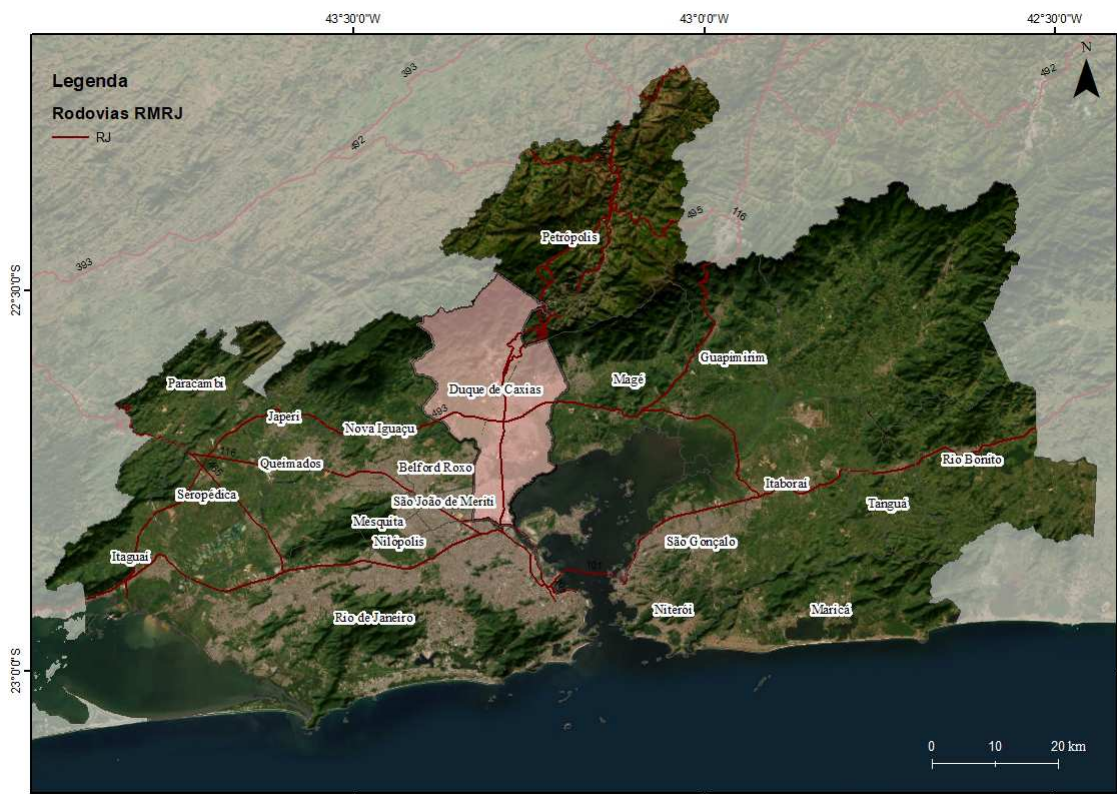 43°30'0"W
43°0'0"W
42°30'0"W
N
Legenda
Rodovias RMRJ
RJ
393
492
492
495
116
393
Petrópolis
22°30'0"S
Guapimirim
Paracambi
Magé
Duque de Caxias
Japeri
493
Nova Iguaçu
116
Queimados
Belford Roxo
Rio Bonito
Itaboraí
Seropédica
São João de Meriti
Tanguá
Mesquita
Nilópolis
São Gonçalo
Itaguaí
101
Rio de Janeiro
Niterói
Maricá
23°0'0"S
0 10 20 km